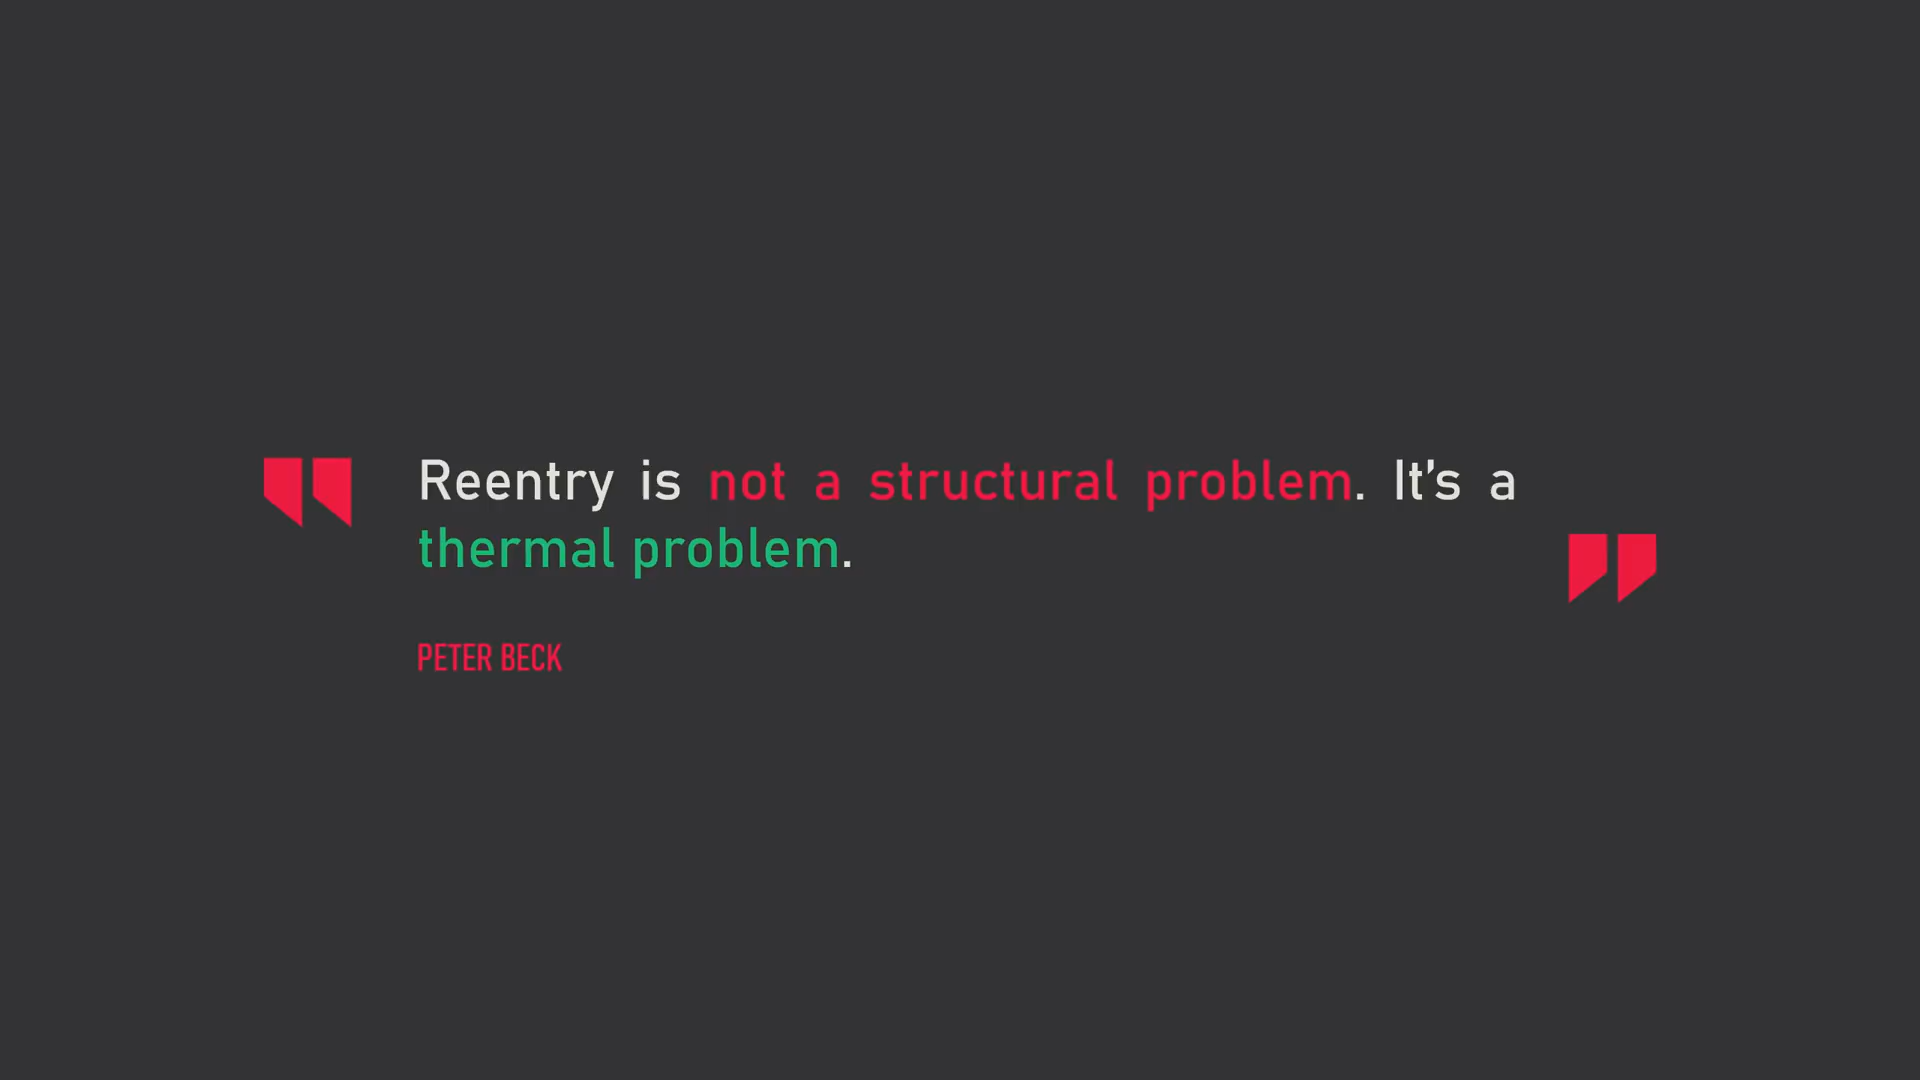 Reentry is not a structural problem. It’s a
thermal problem.
PETER BECK